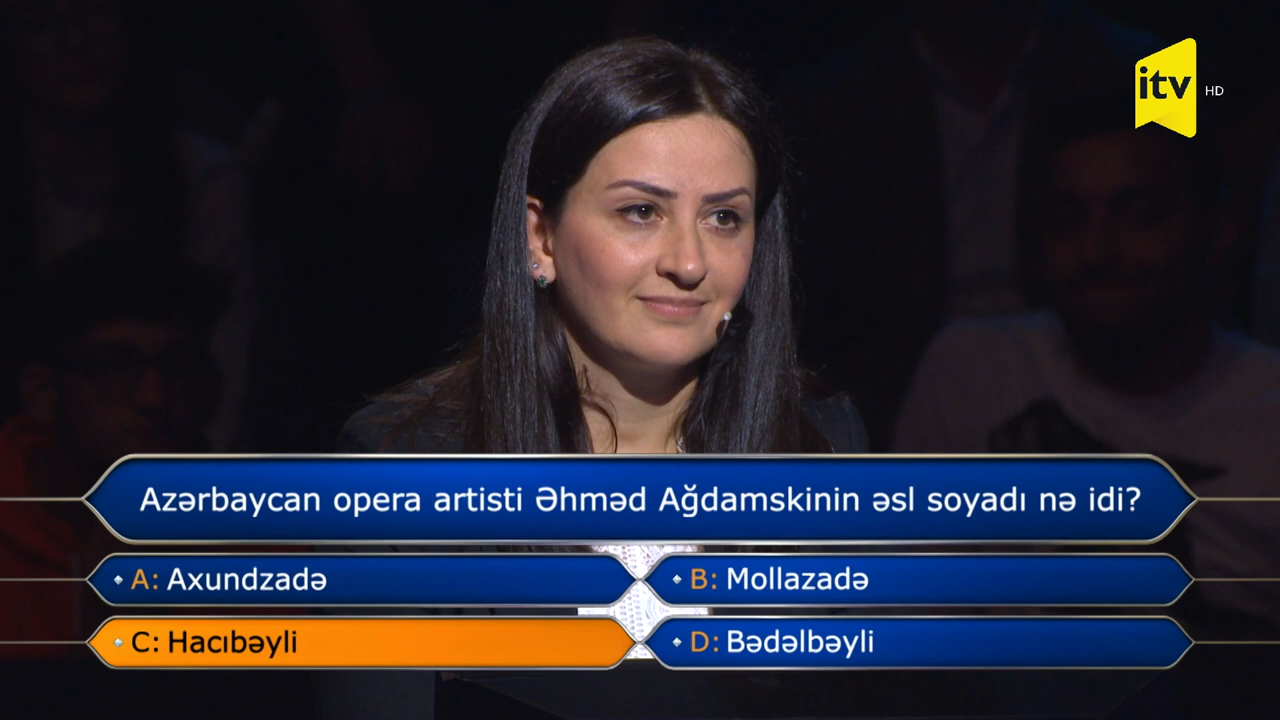 itv HD
Azərbaycan opera artisti Əhməd Ağdamskinin əsl soyadı nə idi?
A: Axundzadə
B: Mollazadə
C: Hacıbəyli
D: Bədəlbəyli